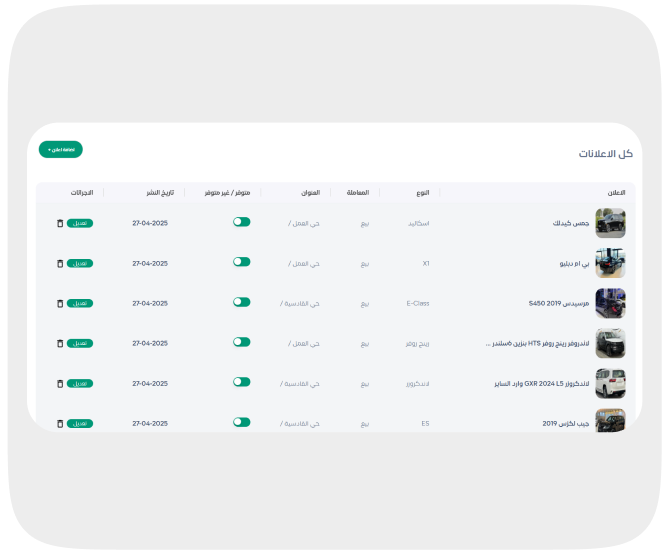 كل الاعلانات
اضافة اعلان +
الاعلان النوع المعاملة العنوان متوفر / غير متوفر تاريخ النشر الاجرائات
جمس كيدلك اسكاليد بيع حي العمل / 27-04-2025 تعديل
بي ام دبليو X1 بيع حي العمل / 27-04-2025 تعديل
مرسيدس S450 2019 E-Class بيع حي القادسية / 27-04-2025 تعديل
لاندروفر رينج روفر HTS بنزين 6سلندر ... رينج روفر بيع حي العمل / 27-04-2025 تعديل
لاندكروزر GXR 2024 L5 وارد الساير لاندكروزر بيع حي القادسية / 27-04-2025 تعديل
جيب لكزس 2019 ES بيع حي القادسية / 27-04-2025 تعديل